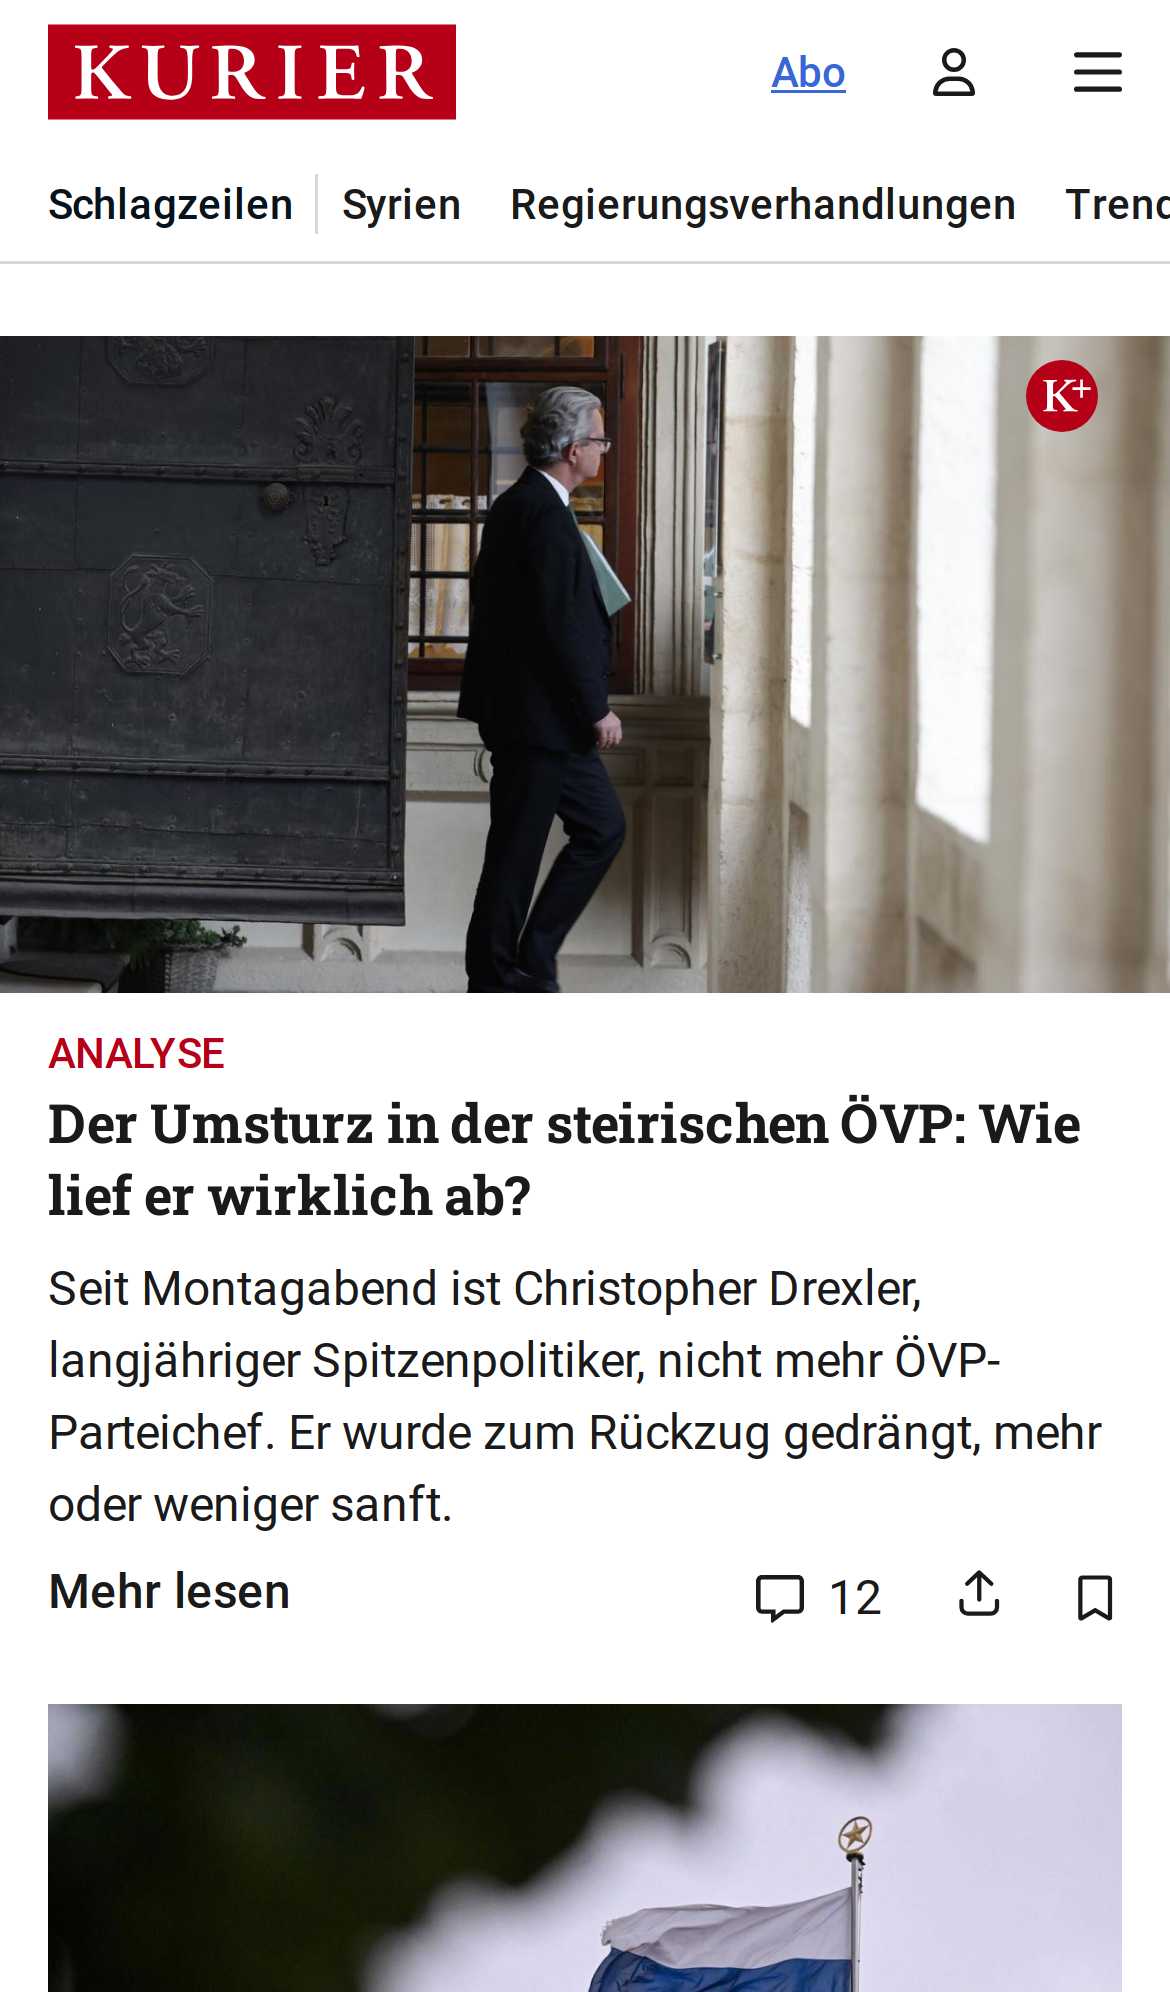 KURIER
Abo
Schlagzeilen
Syrien
Regierungsverhandlungen
Trend
K+
ANALYSE
Der Umsturz in der steirischen ÖVP: Wie
lief er wirklich ab?
Seit Montagabend ist Christopher Drexler,
langjähriger Spitzenpolitiker, nicht mehr ÖVP-
Parteichef. Er wurde zum Rückzug gedrängt, mehr
oder weniger sanft.
Mehr lesen
12